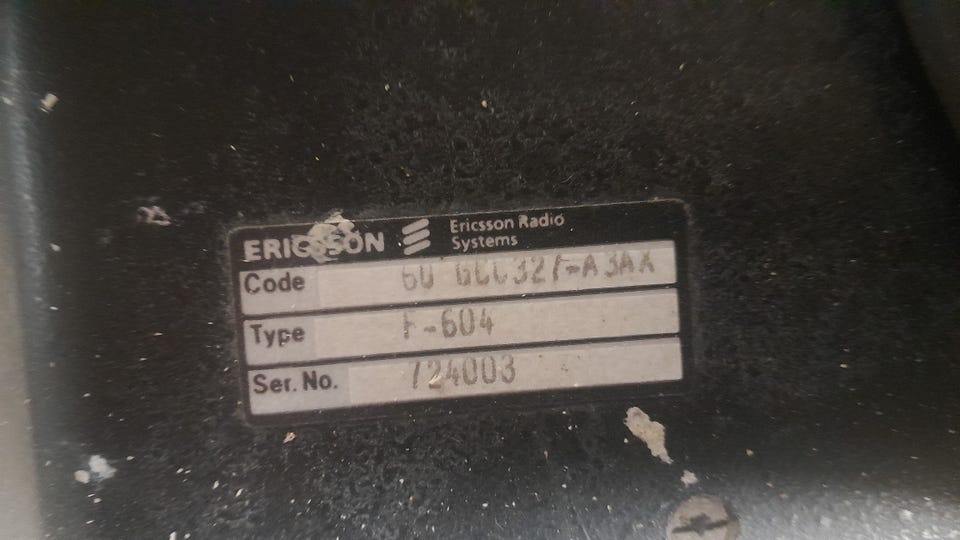 ERICSSON
Ericsson Radio
Systems
Code
Type -604
Ser. No. 724003